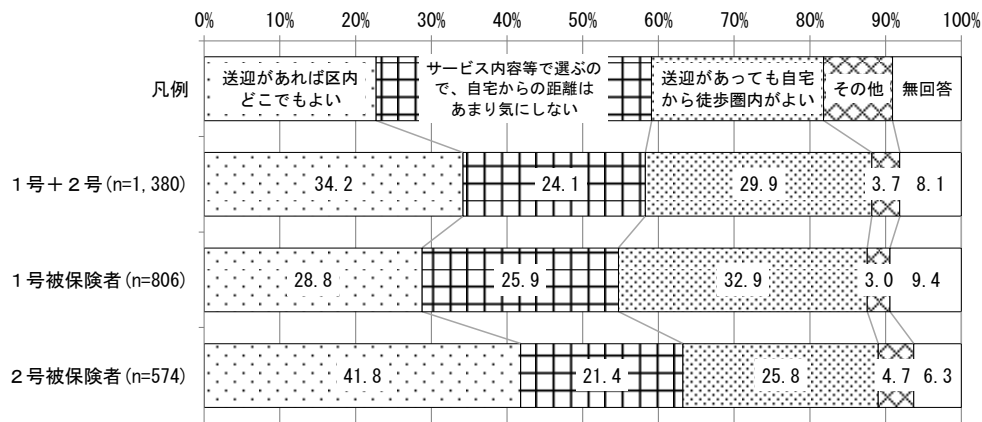 0% 10% 20% 30% 40% 50% 60% 70% 80% 90% 100%
凡例
送迎があれば区内
どこでもよい
サービス内容等で選ぶの
で、自宅からの距離は
あまり気にしない
送迎があっても自宅
から徒歩圏内がよい
その他
無回答
1号+2号(n=1,380) 34.2 24.1 29.9 3.7 8.1
1号被保険者(n=806) 28.8 25.9 32.9 3.0 9.4
2号被保険者(n=574) 41.8 21.4 25.8 4.7 6.3